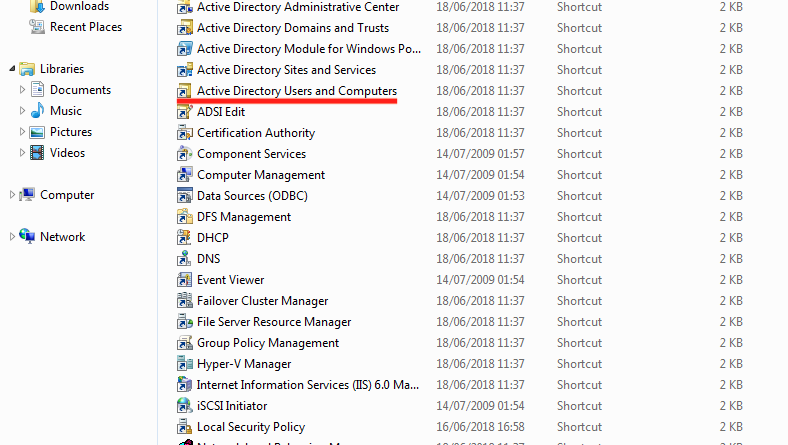 Downloads
Recent Places
Libraries
Documents
Music
Pictures
Videos
Computer
Network
Active Directory Administrative Center 18/06/2018 11:37 Shortcut 2 KB
Active Directory Domains and Trusts 18/06/2018 11:37 Shortcut 2 KB
Active Directory Module for Windows Po... 18/06/2018 11:37 Shortcut 2 KB
Active Directory Sites and Services 18/06/2018 11:37 Shortcut 2 KB
Active Directory Users and Computers 18/06/2018 11:37 Shortcut 2 KB
ADSI Edit 18/06/2018 11:37 Shortcut 2 KB
Certification Authority 18/06/2018 11:37 Shortcut 2 KB
Component Services 14/07/2009 01:57 Shortcut 2 KB
Computer Management 14/07/2009 01:54 Shortcut 2 KB
Data Sources (ODBC) 14/07/2009 01:53 Shortcut 2 KB
DFS Management 18/06/2018 11:37 Shortcut 2 KB
DHCP 18/06/2018 11:37 Shortcut 2 KB
DNS 18/06/2018 11:37 Shortcut 2 KB
Event Viewer 14/07/2009 01:54 Shortcut 2 KB
Failover Cluster Manager 18/06/2018 11:37 Shortcut 2 KB
File Server Resource Manager 18/06/2018 11:37 Shortcut 2 KB
Group Policy Management 18/06/2018 11:37 Shortcut 2 KB
Hyper-V Manager 18/06/2018 11:37 Shortcut 2 KB
Internet Information Services (IIS) 6.0 Ma... 18/06/2018 11:37 Shortcut 2 KB
iSCSI Initiator 14/07/2009 01:54 Shortcut 2 KB
Local Security Policy 16/06/2018 16:58 Shortcut 2 KB